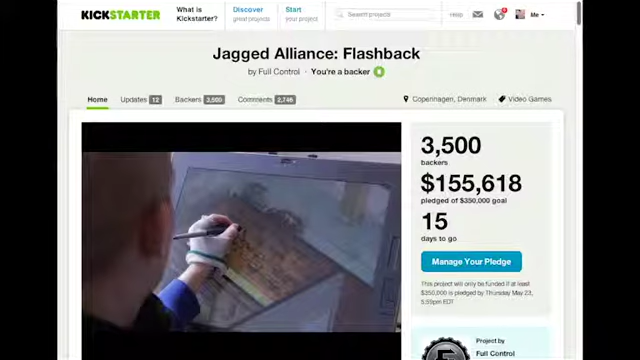 KICKSTARTER
What is Kickstarter?
Discover great projects
Start your project
Search projects
Help
Me
Jagged Alliance: Flashback
by Full Control · You're a backer
Home
Updates 12
Backers 3,500
Comments 2,746
Copenhagen, Denmark
Video Games
3,500
backers
$155,618
pledged of $350,000 goal
15
days to go
Manage Your Pledge
This project will only be funded if at least
$350,000 is pledged by Thursday May 23,
5:59pm EDT
Project by
Full Control